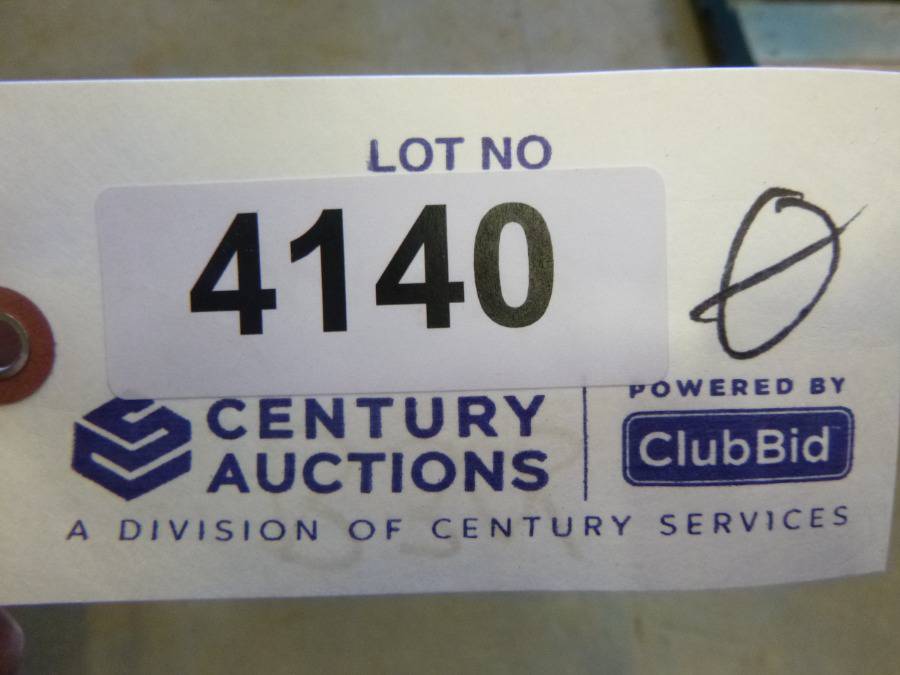 LOT NO
4140
Ø
CENTURY
AUCTIONS
POWERED BY
ClubBid
A DIVISION OF CENTURY SERVICES